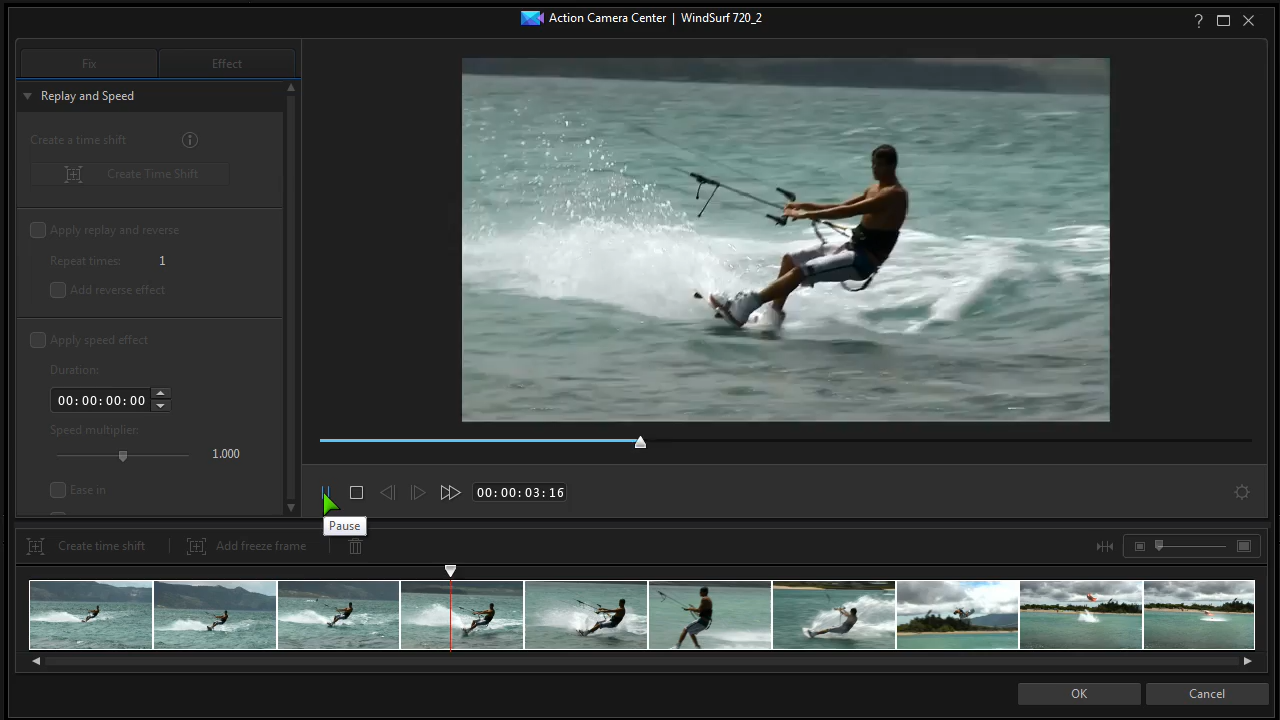 Action Camera Center | WindSurf 720_2
?
Fix
Effect
Replay and Speed
Create a time shift
Create Time Shift
Apply replay and reverse
Repeat times: 1
Add reverse effect
Apply speed effect
Duration:
00:00:00:00
Speed multiplier:
1.000
Ease in
00:00:03:16
Pause
Create time shift
Add freeze frame
OK
Cancel